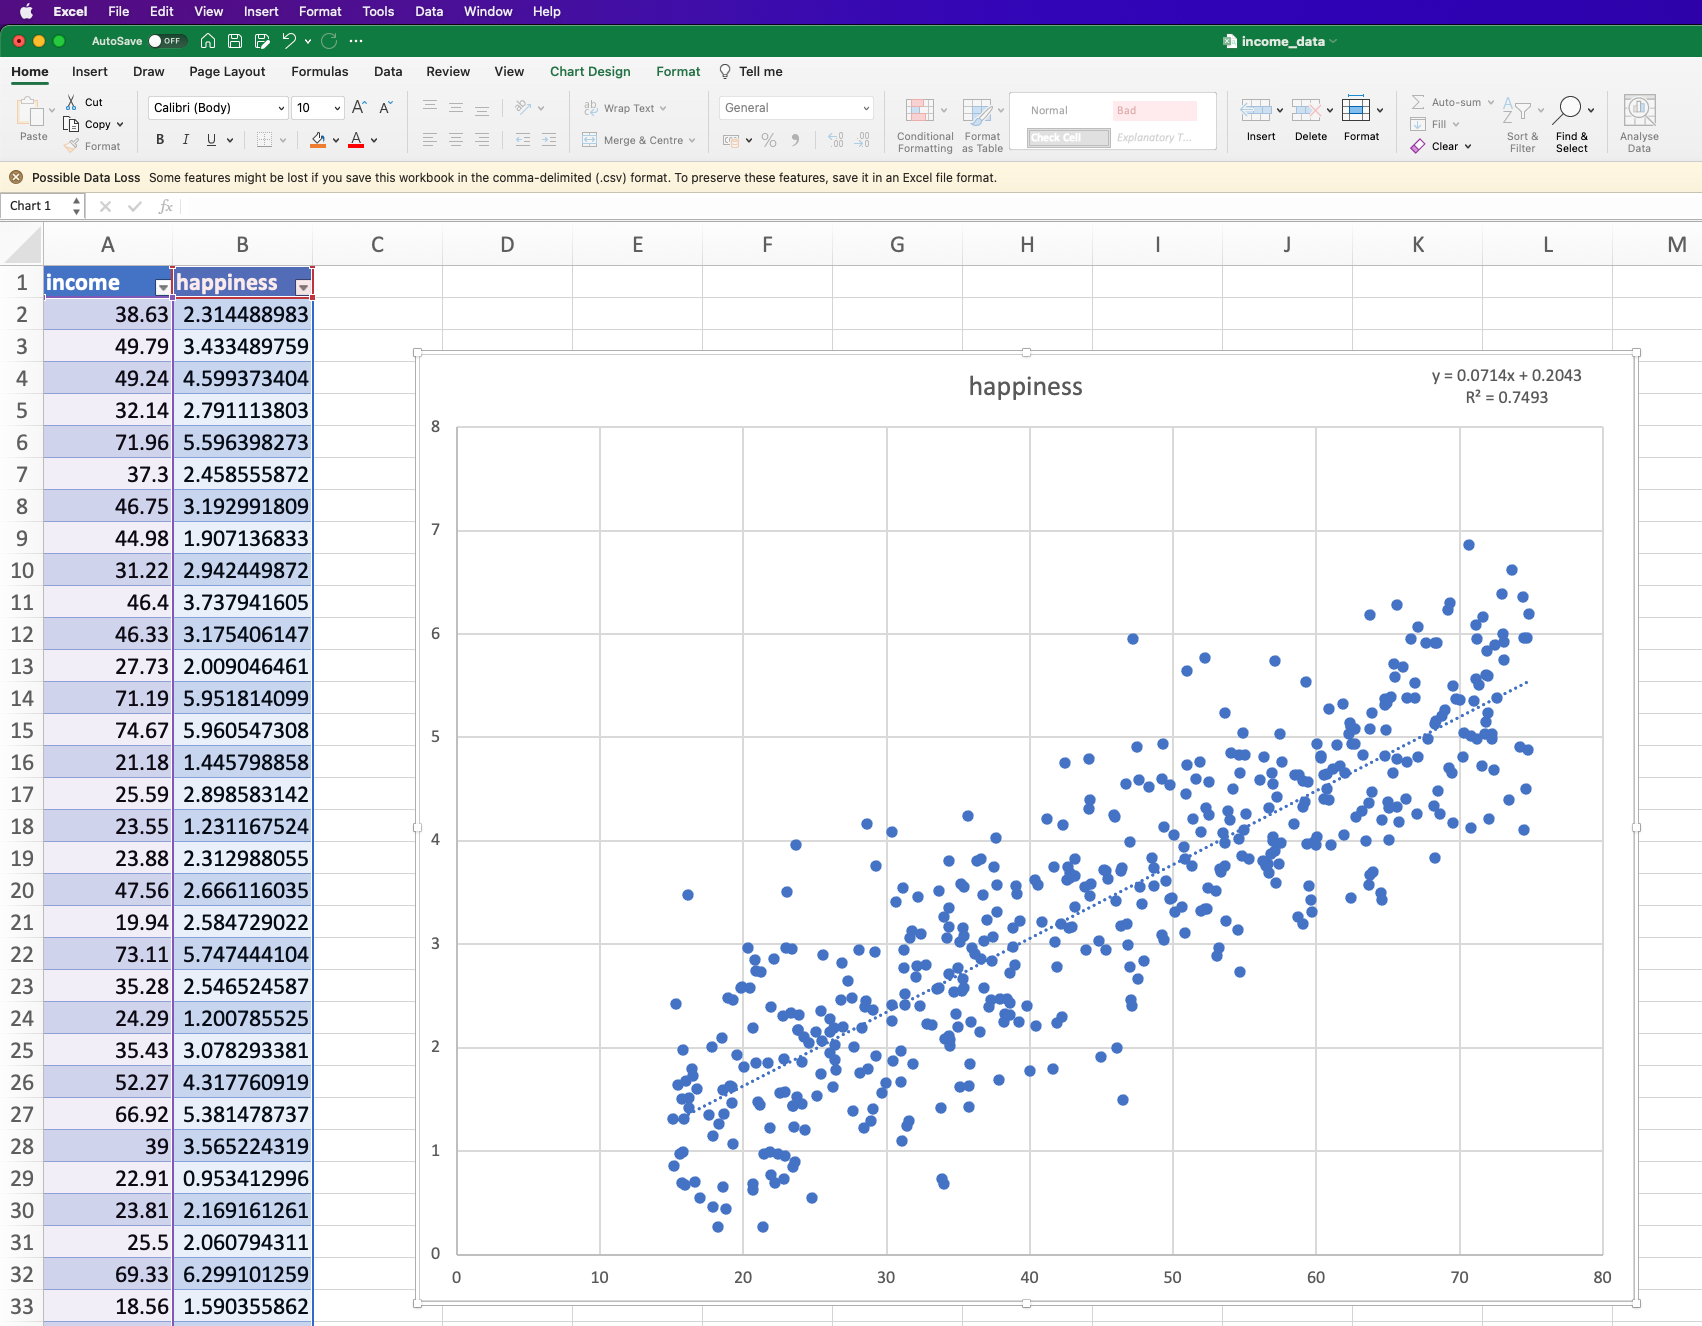 Excel File Edit View Insert Format Tools Data Window Help
AutoSave OFF income_data
Home Insert Draw Page Layout Formulas Data Review View Chart Design Format Tell me
Paste Cut Copy Format
Calibri (Body) 10 A A
B I U A
Wrap Text
Merge & Centre
General
%
Conditional Formatting
Format as Table
Normal Bad
Check Cell Explanatory T...
Insert Delete Format
Auto-sum
Fill
Clear
Sort & Filter
Find & Select
Analyse Data
Possible Data Loss Some features might be lost if you save this workbook in the comma-delimited (.csv) format. To preserve these features, save it in an Excel file format.
Chart 1 fx
A B C D E F G H I J K L M
1 income happiness
2 38.63 2.314488983
3 49.79 3.433489759
4 49.24 4.599373404
5 32.14 2.791113803
6 71.96 5.596398273
7 37.3 2.458555872
8 46.75 3.192991809
9 44.98 1.907136833
10 31.22 2.942449872
11 46.4 3.737941605
12 46.33 3.175406147
13 27.73 2.009046461
14 71.19 5.951814099
15 74.67 5.960547308
16 21.18 1.445798858
17 25.59 2.898583142
18 23.55 1.231167524
19 23.88 2.312988055
20 47.56 2.666116035
21 19.94 2.584729022
22 73.11 5.747444104
23 35.28 2.546524587
24 24.29 1.200785525
25 35.43 3.078293381
26 52.27 4.317760919
27 66.92 5.381478737
28 39 3.565224319
29 22.91 0.953412996
30 23.81 2.169161261
31 25.5 2.060794311
32 69.33 6.299101259
33 18.56 1.590355862
happiness
y = 0.0714x + 0.2043
R² = 0.7493
8
7
6
5
4
3
2
1
0
0 10 20 30 40 50 60 70 80